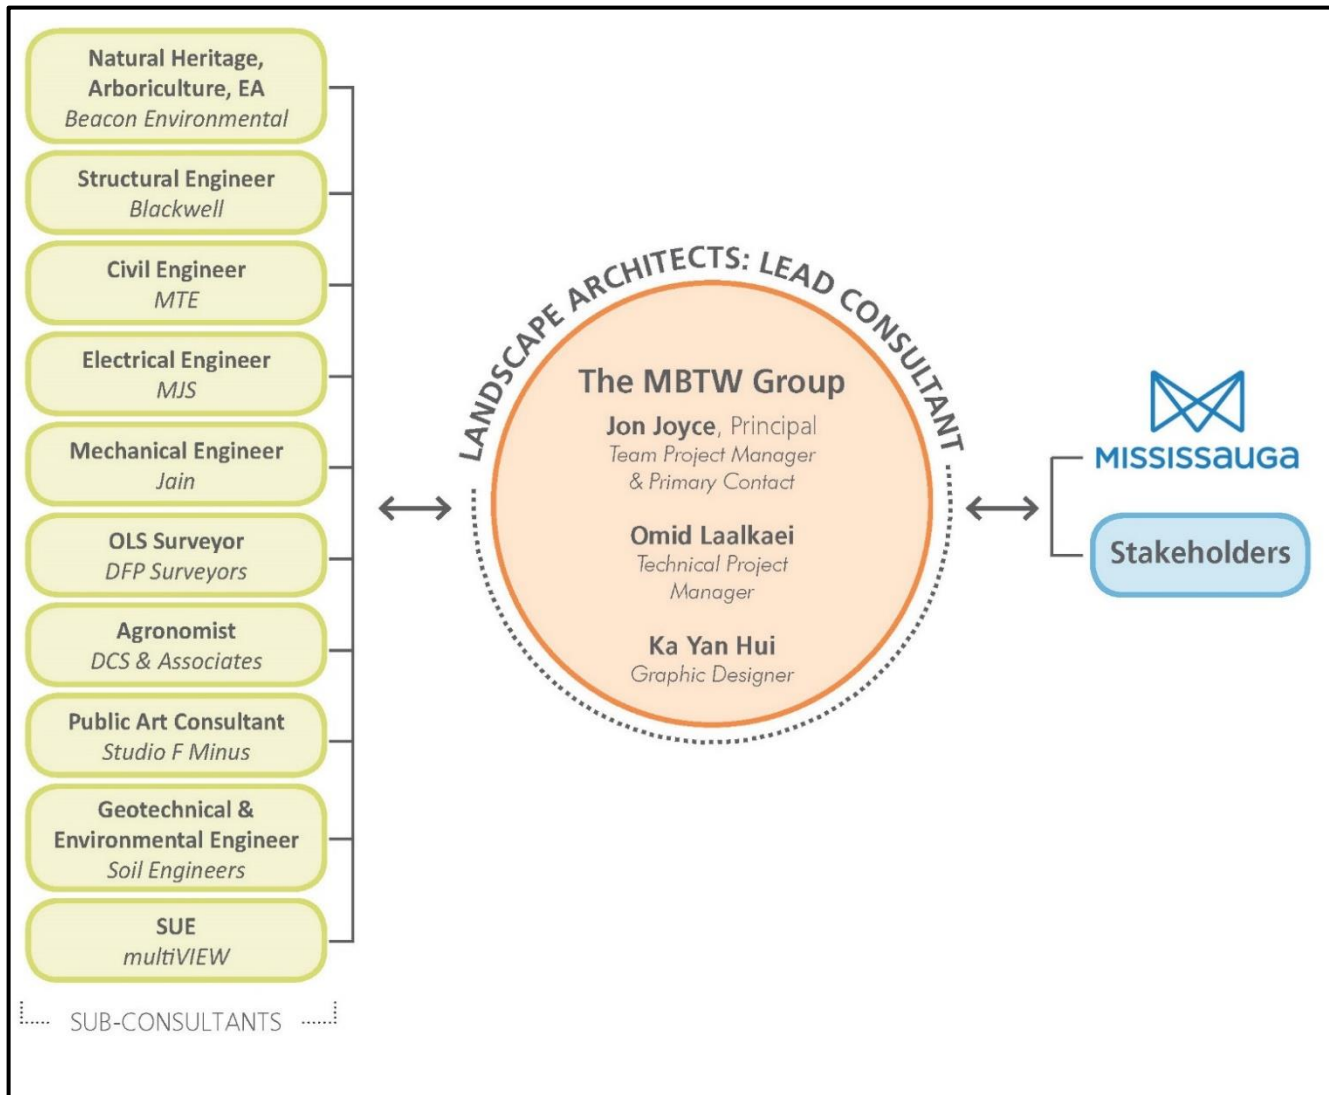 Natural Heritage,
Arboriculture, EA
Beacon Environmental
Structural Engineer
Blackwell
Civil Engineer
MTE
Electrical Engineer
MJS
Mechanical Engineer
Jain
OLS Surveyor
DFP Surveyors
Agronomist
DCS & Associates
Public Art Consultant
Studio F Minus
Geotechnical &
Environmental Engineer
Soil Engineers
SUE
multiVIEW
SUB-CONSULTANTS
LANDSCAPE ARCHITECTS: LEAD CONSULTANT
The MBTW Group
Jon Joyce, Principal
Team Project Manager
& Primary Contact
Omid Laalkaei
Technical Project
Manager
Ka Yan Hui
Graphic Designer
MISSISSauGa
Stakeholders